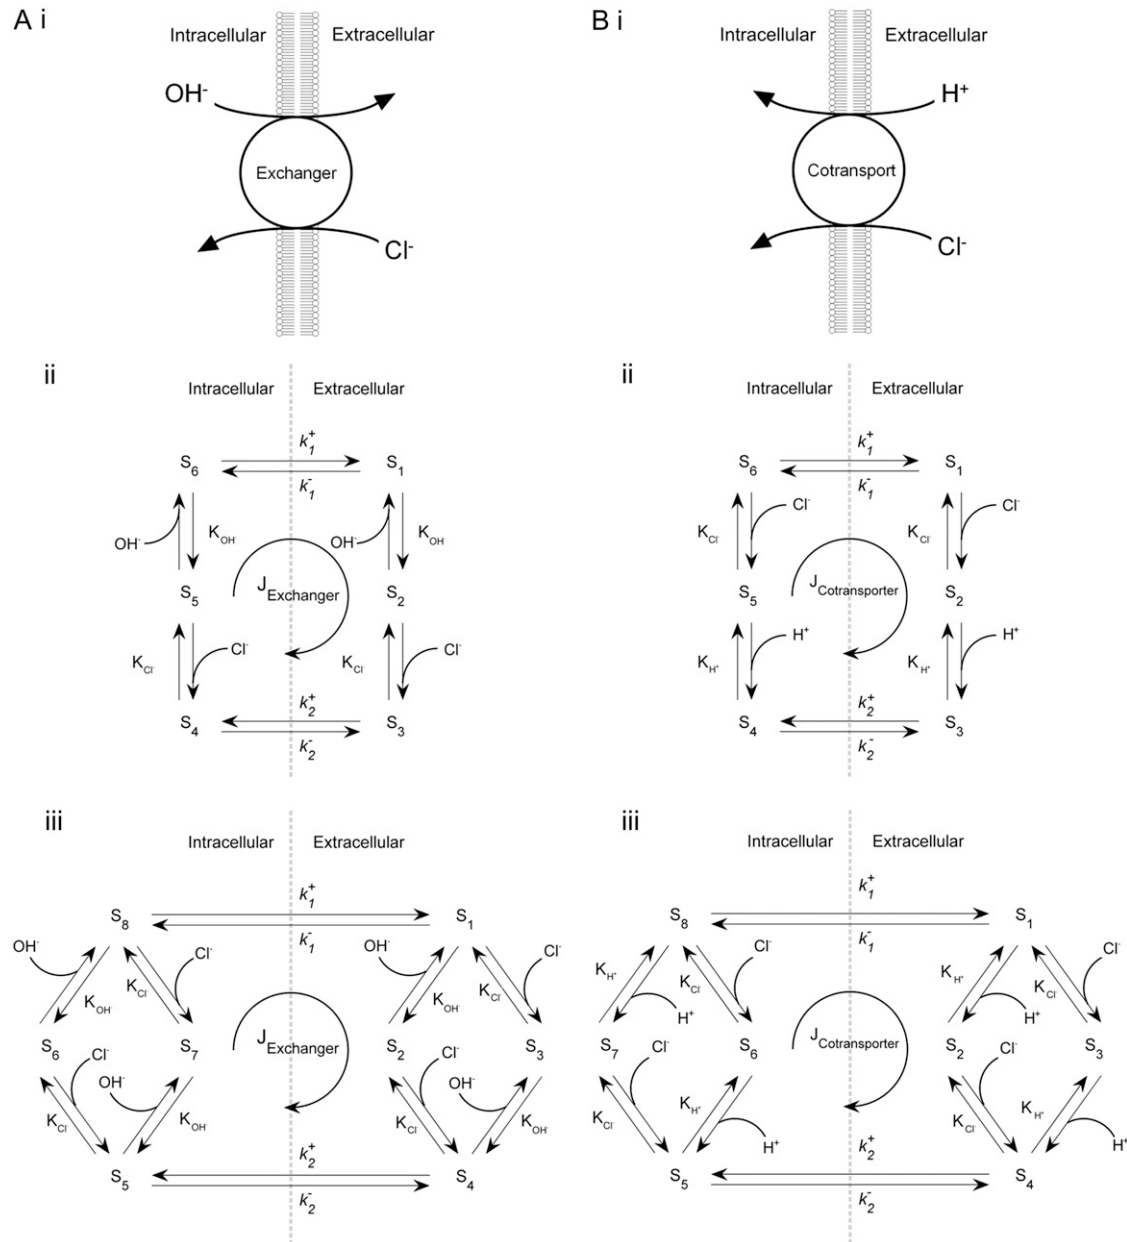 A i
B i
Intracellular Extracellular
Intracellular Extracellular
OH-
H+
Exchanger
Cotransport
Cl-
Cl-
ii
ii
Intracellular Extracellular
Intracellular Extracellular
k1+
k1+
S6 S1
S6 S1
k1-
k1-
Cl- Cl-
OH- KOH- OH- KOH-
KCl- KCl-
JExchanger
JCotransporter
S5 S2
S5 S2
KCl- Cl- KCl- Cl-
KH+ H+ KH+ H+
k2+
k2+
S4 S3
S4 S3
k2-
k2-
iii
iii
Intracellular Extracellular
Intracellular Extracellular
k1+
k1+
S8 S1
S8 S1
k1-
k1-
OH- Cl- OH- Cl-
Cl- Cl-
KOH- KCl- KOH- KCl-
KH+ KCl- KH+ KCl-
H+ H+
JExchanger
JCotransporter
S6 S7 S2 S3
S7 S6 S2 S3
Cl- OH- Cl- OH-
Cl- Cl-
KCl- KOH- KCl- KOH-
KCl- KH+ KCl- KH+
H+ H+
k2+
k2+
S5 S4
S5 S4
k2-
k2-